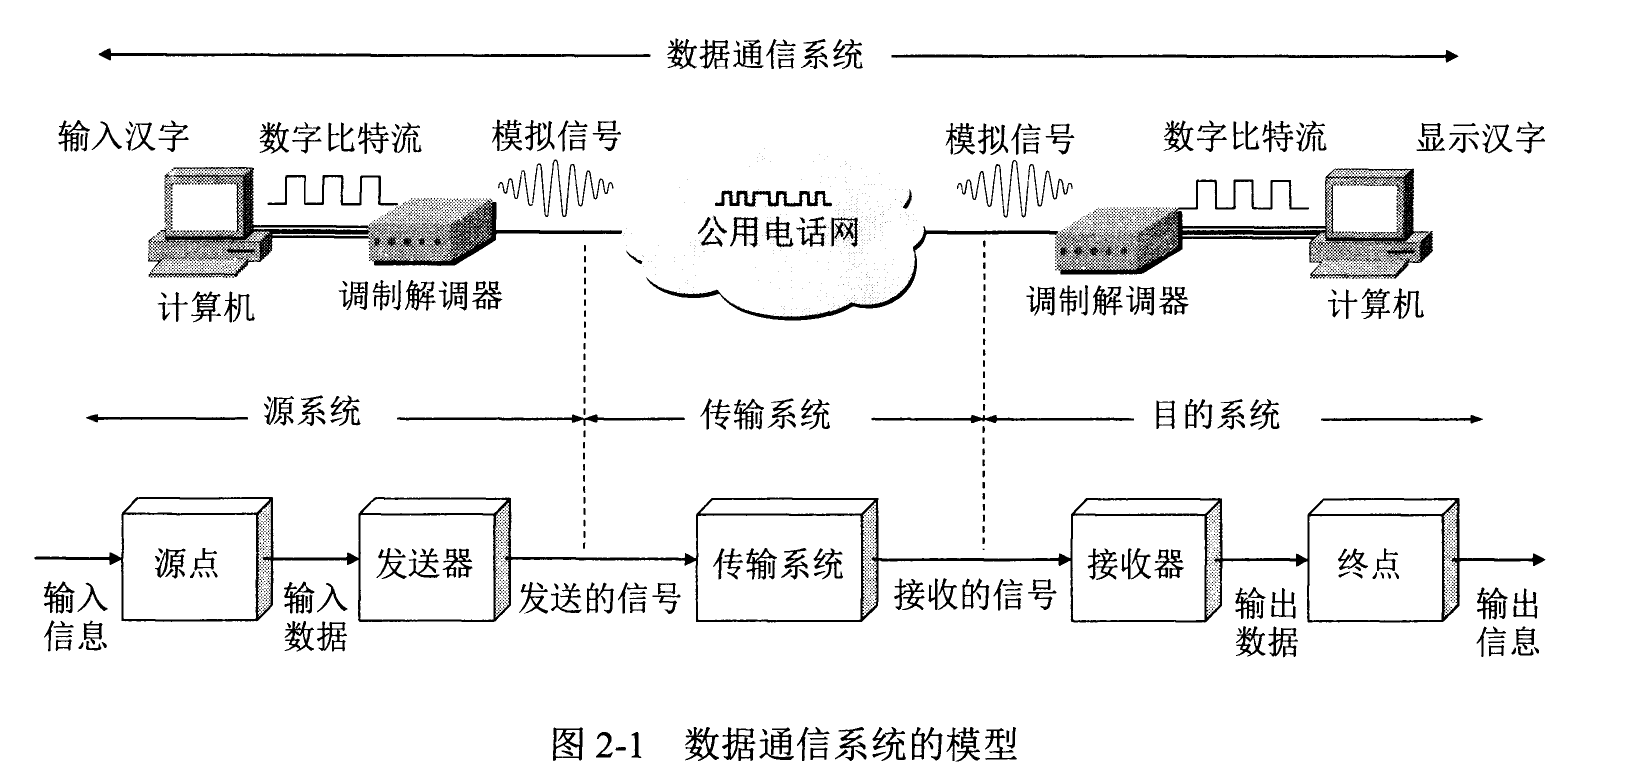 数据通信系统
输入汉字
数字比特流
模拟信号
模拟信号
数字比特流
显示汉字
公用电话网
计算机
调制解调器
调制解调器
计算机
源系统
传输系统
目的系统
源点
发送器
传输系统
接收器
终点
输入
信息
输入
数据
发送的信号
接收的信号
输出
数据
输出
信息
图 2-1 数据通信系统的模型